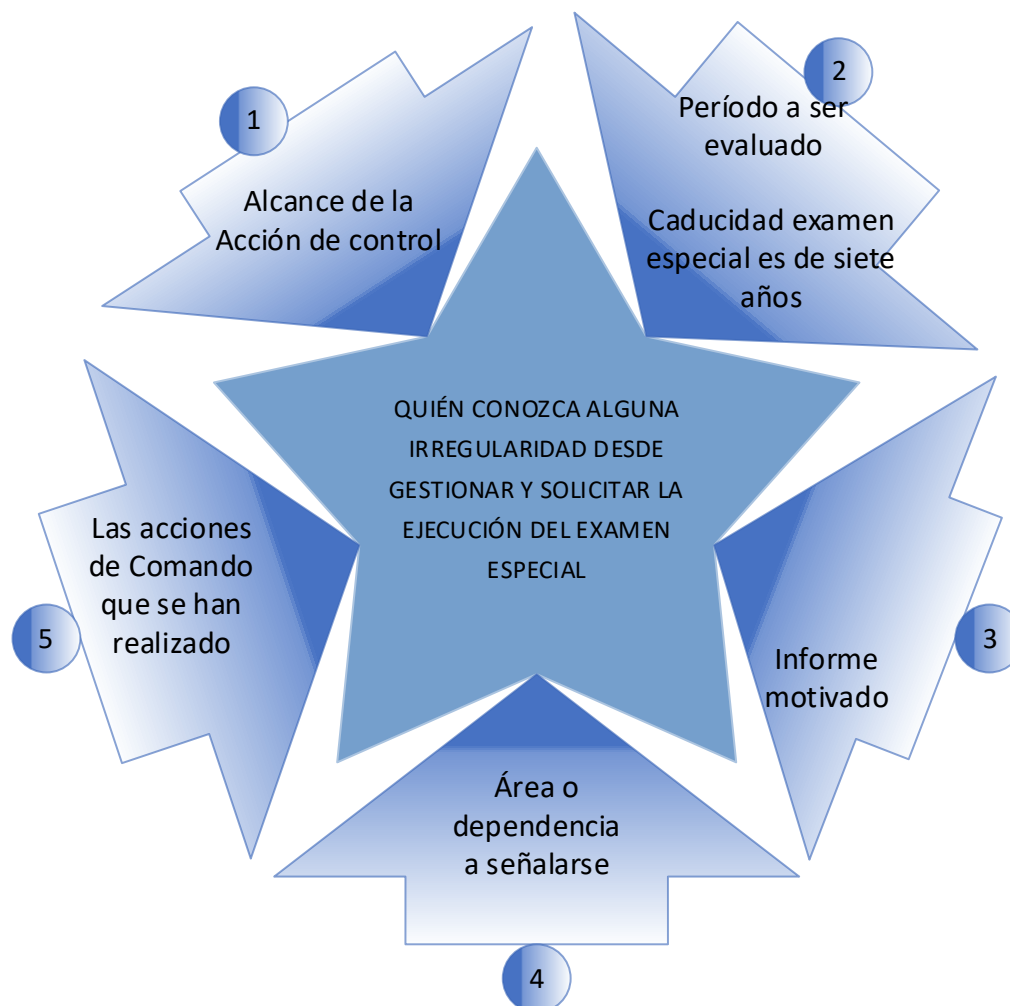 1
Alcance de la
Acción de control
2
Período a ser
evaluado
Caducidad examen
especial es de siete
años
QUIÉN CONOZCA ALGUNA
IRREGULARIDAD DESDE
GESTIONAR Y SOLICITAR LA
EJECUCIÓN DEL EXAMEN
ESPECIAL
3
Informe
motivado
4
Área o
dependencia
a señalarse
5
Las acciones
de Comando
que se han
realizado